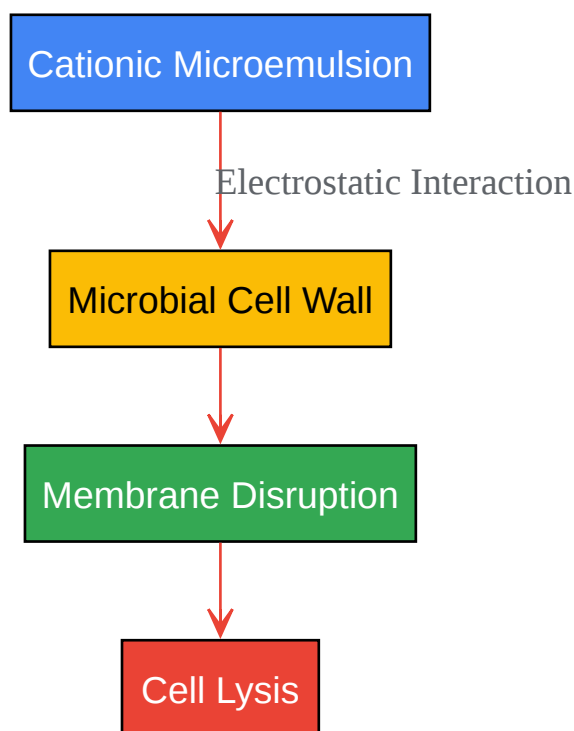 Cationic Microemulsion
Electrostatic Interaction
Microbial Cell Wall
Membrane Disruption
Cell Lysis